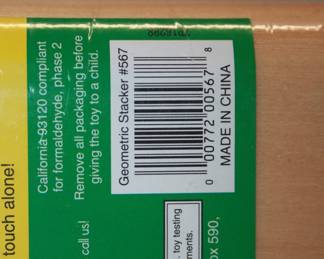 touch alone!
California 93120 compliant
for formaldehyde, phase 2
Remove all packaging before
giving the toy to a child.
call us!
Geometric Stacker #567
0 00772 00567 8
MADE IN CHINA
toy testing
ments.
ox 590,